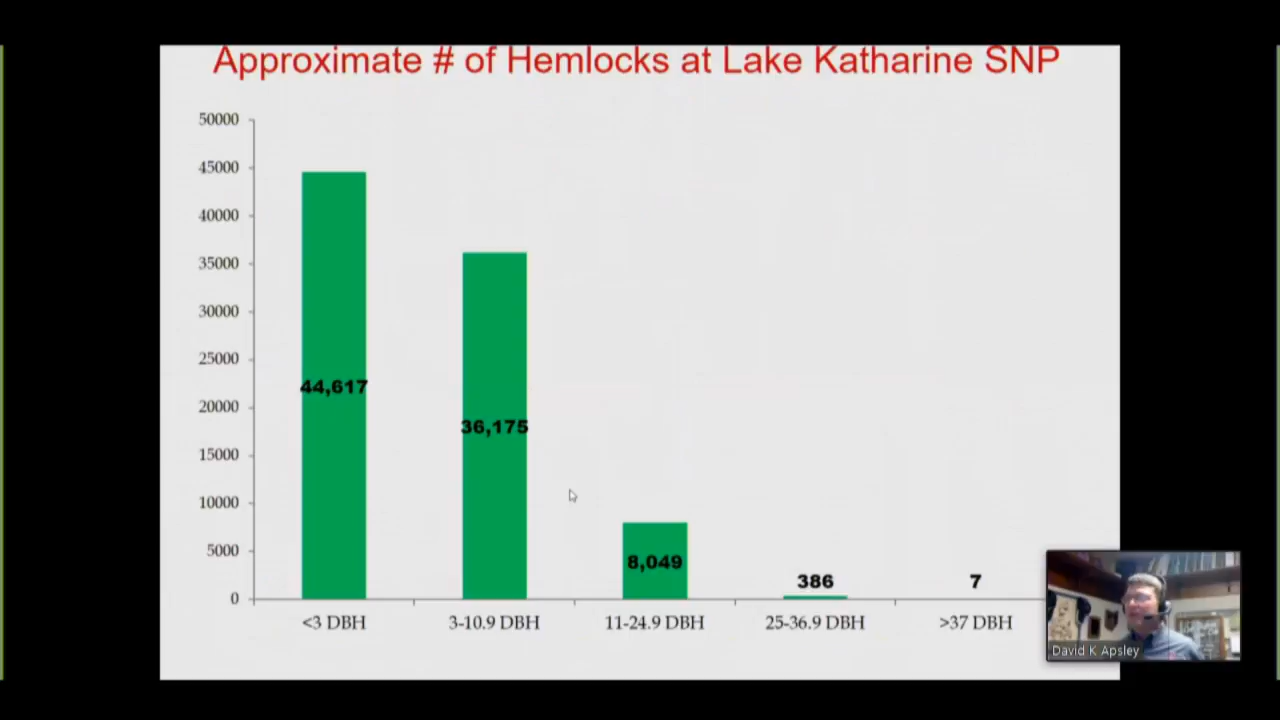 Approximate # of Hemlocks at Lake Katharine SNP
50000
45000
40000
35000
30000
25000
20000
15000
10000
5000
0
44,617
36,175
8,049
386
7
<3 DBH
3-10.9 DBH
11-24.9 DBH
25-36.9 DBH
>37 DBH
David K Apsley